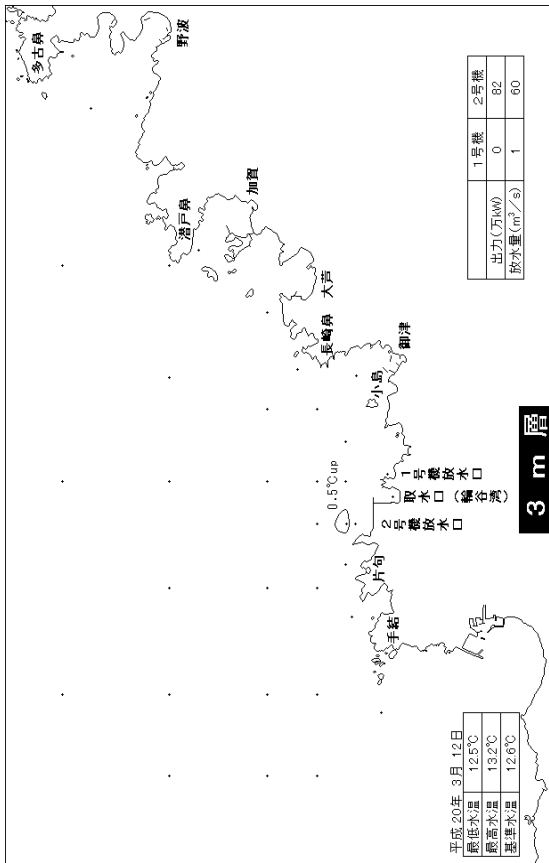 平成 20年 3月 12日
最低水温 12.5℃
最高水温 13.2℃
基準水温 12.6℃
手結
片句
0.5℃up
2号機放水口
取水口 (輪谷湾)
1号機放水口
小島
御津
長崎鼻
大芦
加賀
潜戸鼻
野波
多古鼻
3 m 層
1号機 2号機
出力(万kW) 0 82
放水量(m³/s) 1 60